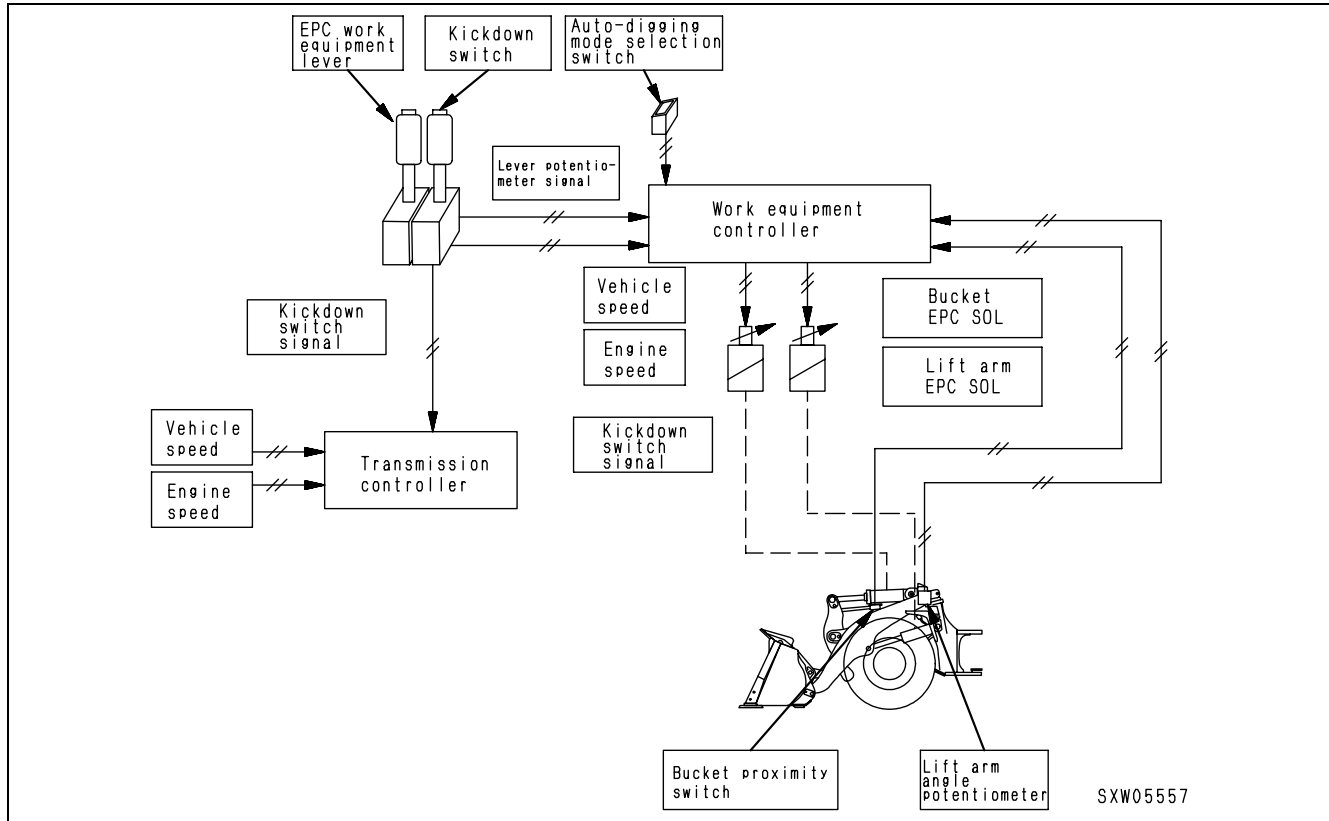 EPC work
equipment
lever
Kickdown
switch
Auto-digging
mode selection
switch
Lever potentio-
meter signal
Work equipment
controller
Kickdown
switch
signal
Vehicle
speed
Engine
speed
Bucket
EPC SOL
Lift arm
EPC SOL
Kickdown
switch
signal
Vehicle
speed
Engine
speed
Transmission
controller
Bucket proximity
switch
Lift arm
angle
potentiometer
SXW05557